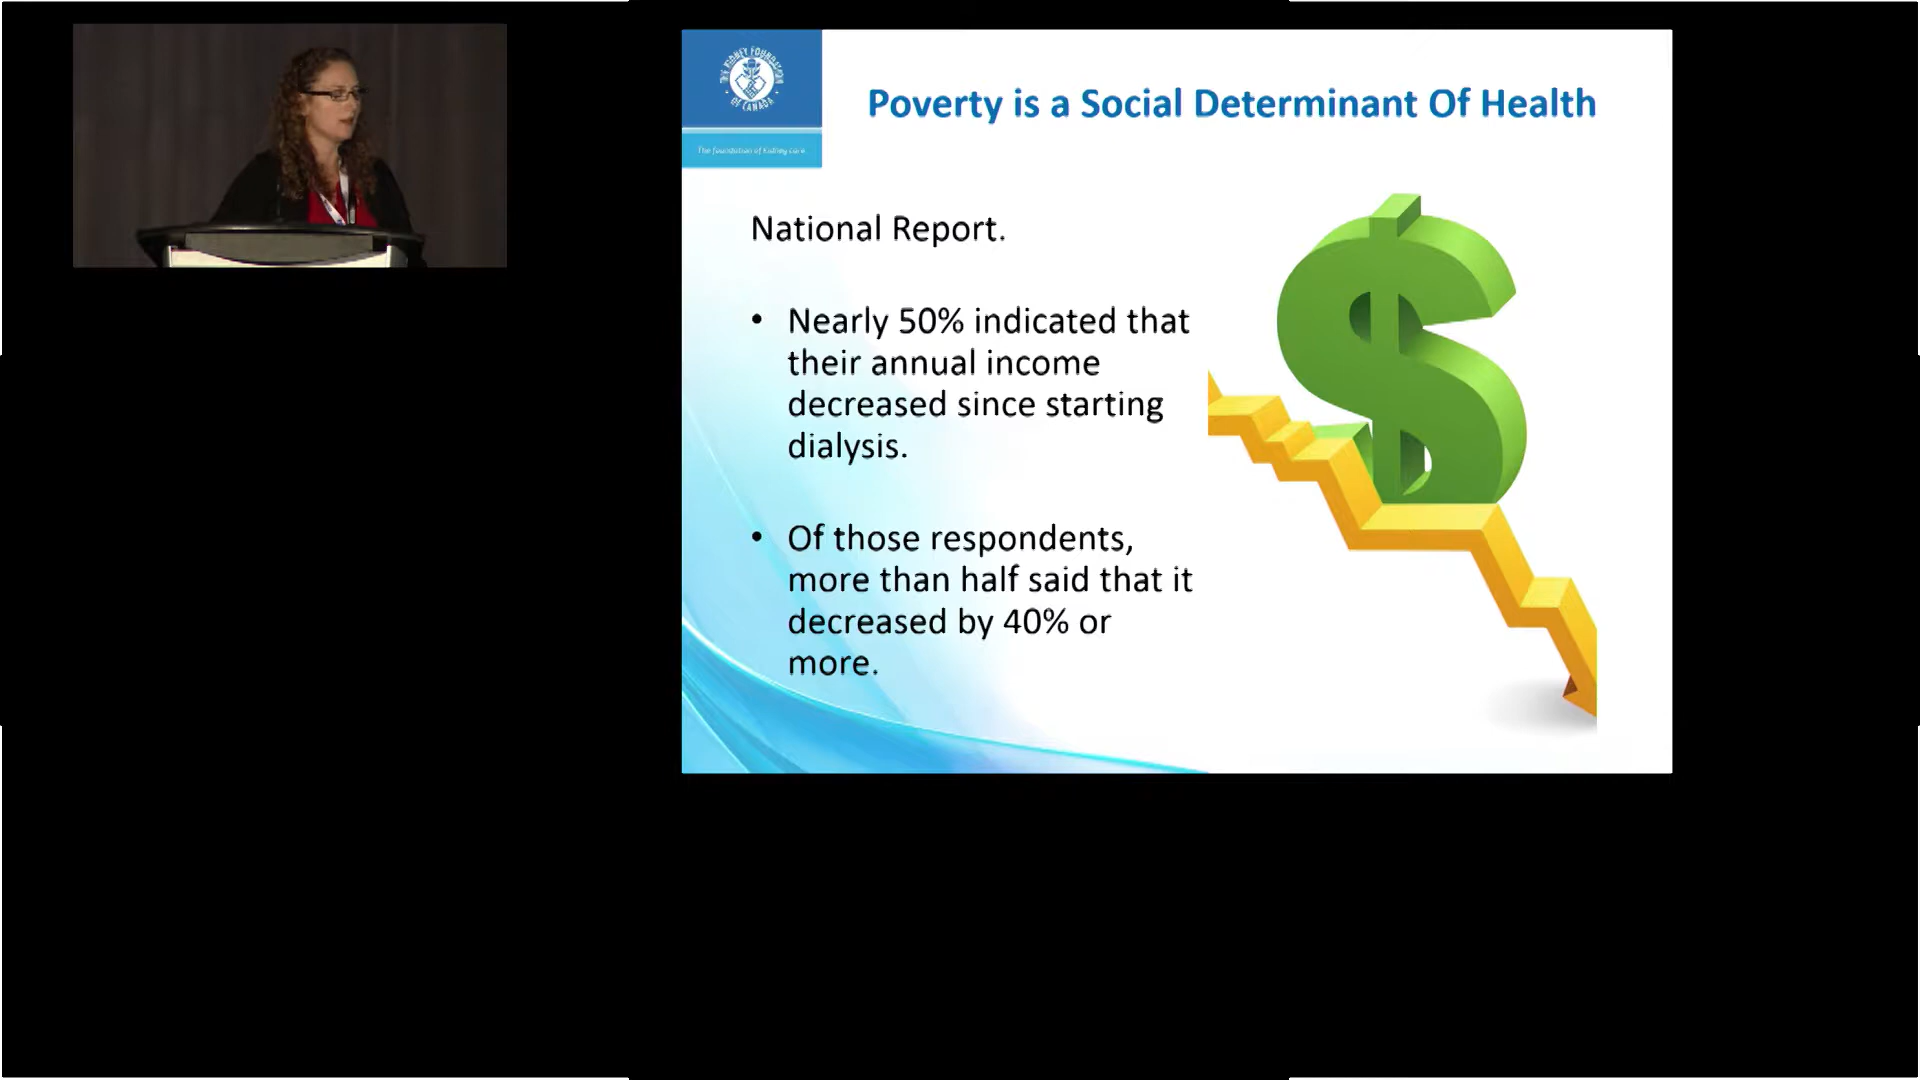 THE KIDNEY FOUNDATION
OF CANADA
The foundation of kidney care.
Poverty is a Social Determinant Of Health
National Report.
• Nearly 50% indicated that
their annual income
decreased since starting
dialysis.
• Of those respondents,
more than half said that it
decreased by 40% or
more.